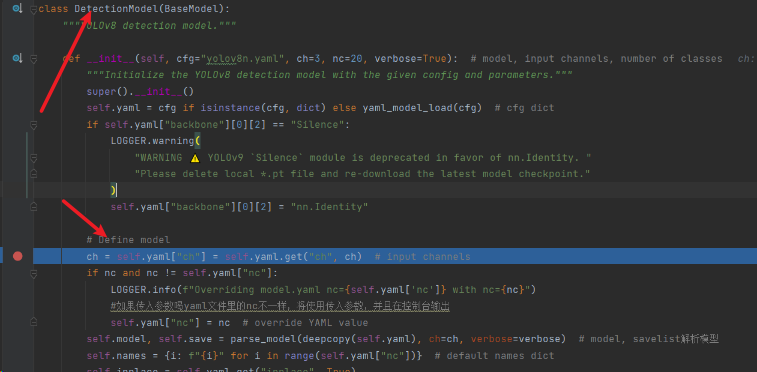 class DetectionModel(BaseModel):
"""YOLOv8 detection model."""
def __init__(self, cfg="yolov8n.yaml", ch=3, nc=20, verbose=True):  # model, input channels, number of classes   ch:
"""Initialize the YOLOv8 detection model with the given config and parameters."""
super().__init__()
self.yaml = cfg if isinstance(cfg, dict) else yaml_model_load(cfg)  # cfg dict
if self.yaml["backbone"][0][2] == "Silence":
LOGGER.warning(
"WARNING ⚠️ YOLOv9 `Silence` module is deprecated in favor of nn.Identity. "
"Please delete local *.pt file and re-download the latest model checkpoint."
)
self.yaml["backbone"][0][2] = "nn.Identity"
# Define model
ch = self.yaml["ch"] = self.yaml.get("ch", ch)  # input channels
if nc and nc != self.yaml["nc"]:
LOGGER.info(f"Overriding model.yaml nc={self.yaml['nc']} with nc={nc}")
#如果传入参数喝yaml文件里的nc不一样，将使用传入参数，并且在控制台输出
self.yaml["nc"] = nc  # override YAML value
self.model, self.save = parse_model(deepcopy(self.yaml), ch=ch, verbose=verbose)  # model, savelist解析模型
self.names = {i: f"{i}" for i in range(self.yaml["nc"])}  # default names dict
self.inplace = self.yaml.get("inplace", True)